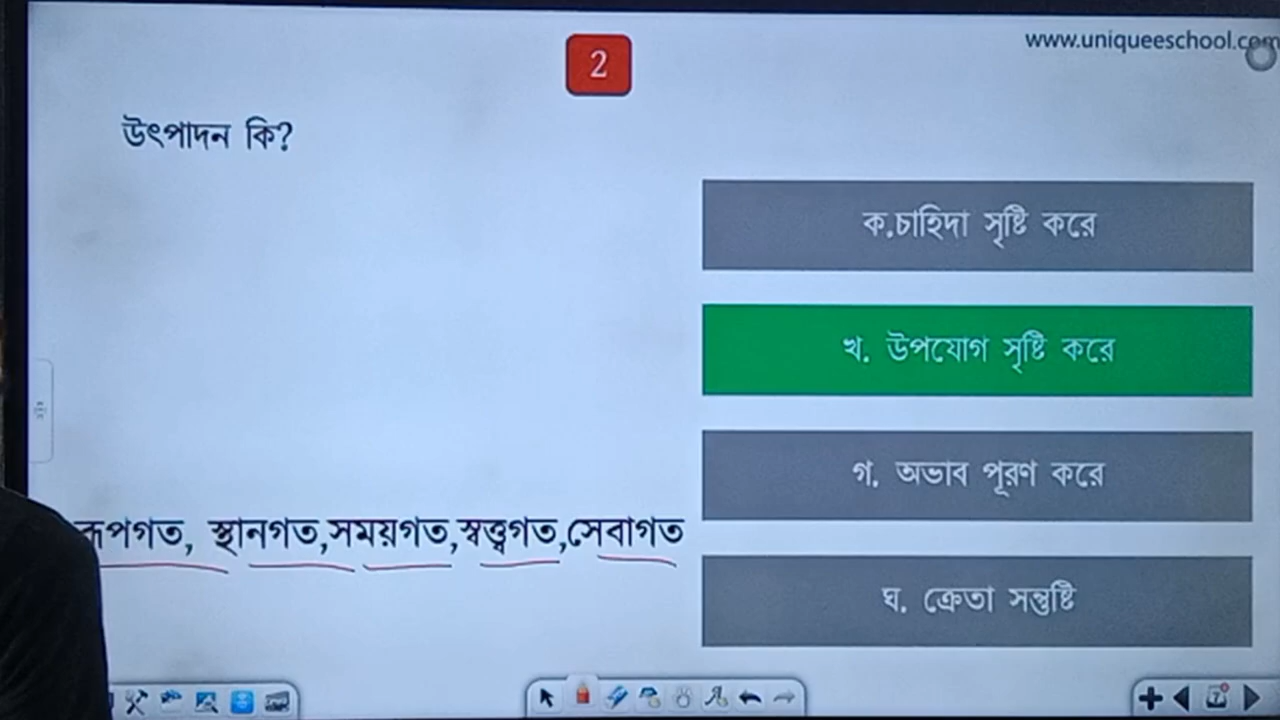 2
www.uniqueeschool.com
উৎপাদন কি?
ক.চাহিদা সৃষ্টি করে
খ. উপযোগ সৃষ্টি করে
গ. অভাব পূরণ করে
ঘ. ক্রেতা সন্তুষ্টি
রূপগত, স্থানগত,সময়গত,স্বত্ত্বগত,সেবাগত